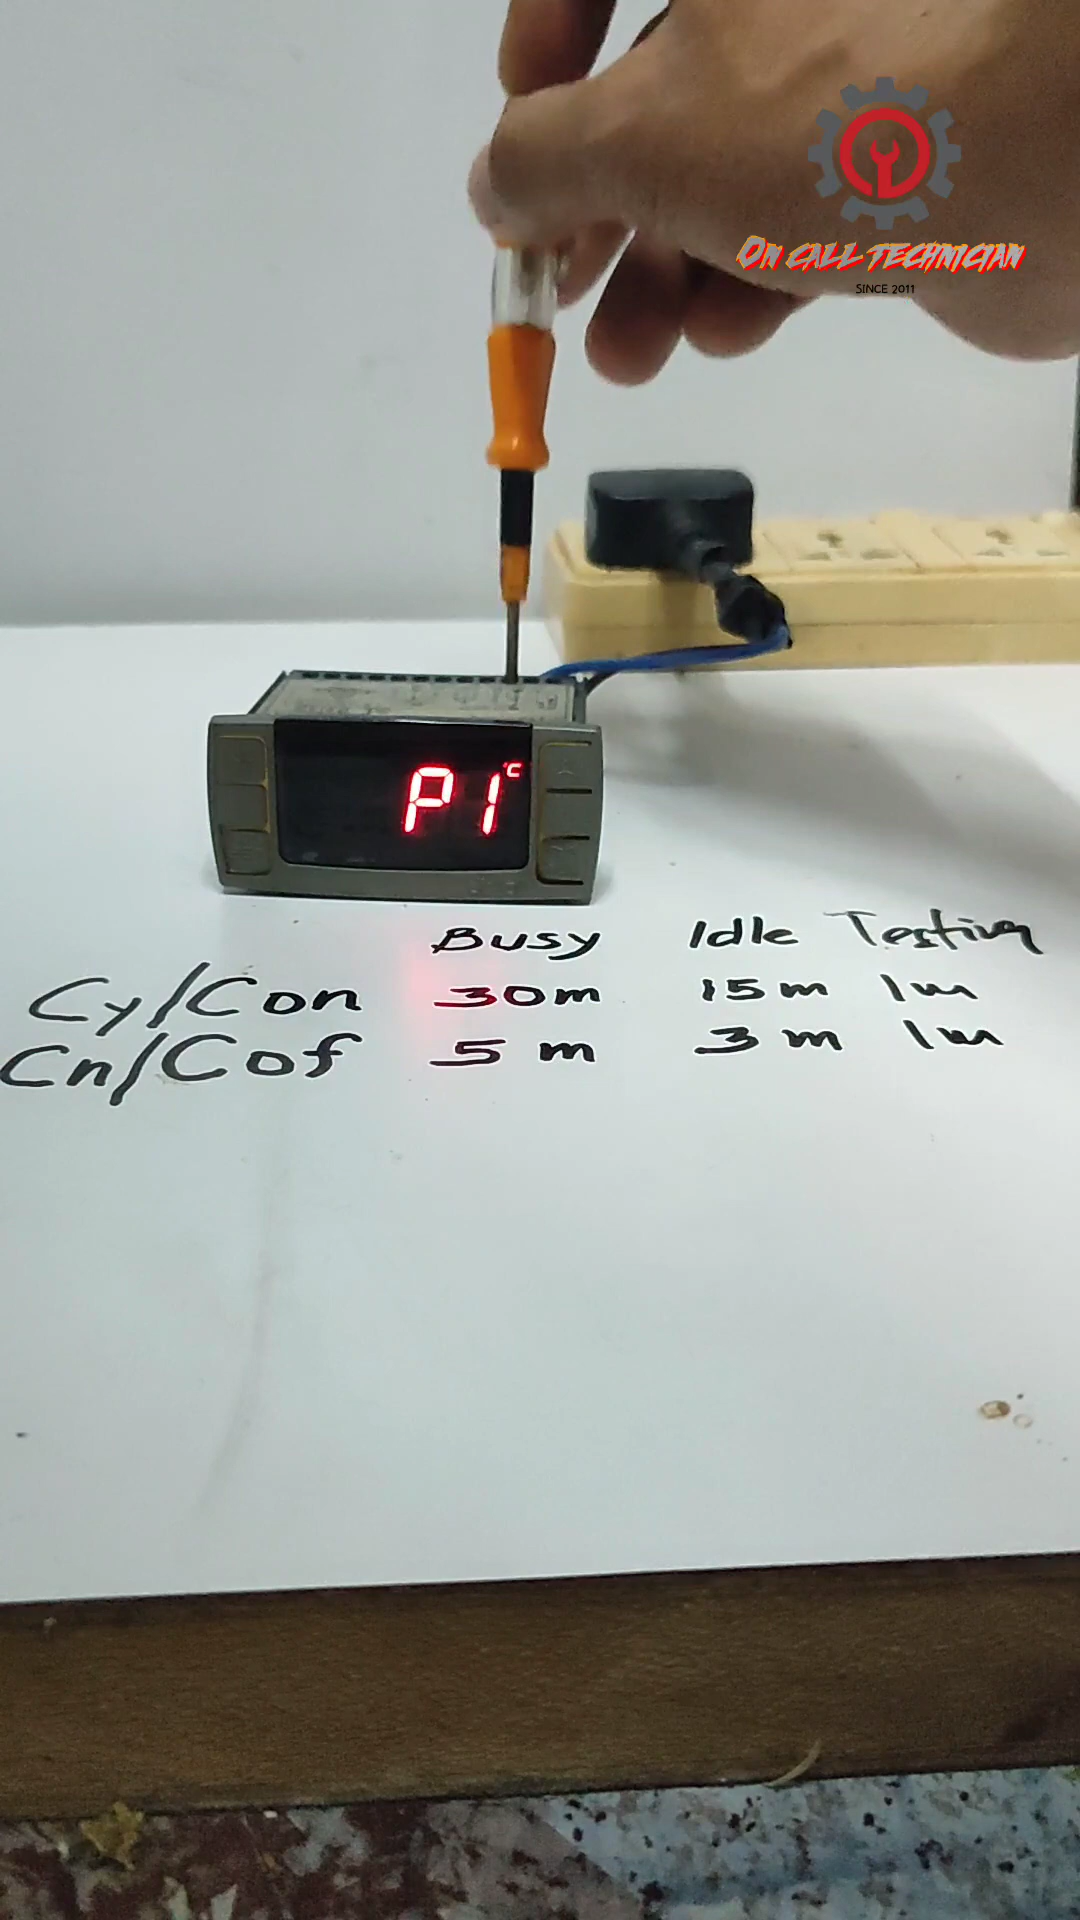 On call technician
SINCE 2011
P1°C
Busy Idle Testing
Cy/Con 30m 15m 1m
Cn/Cof 5m 3m 1m